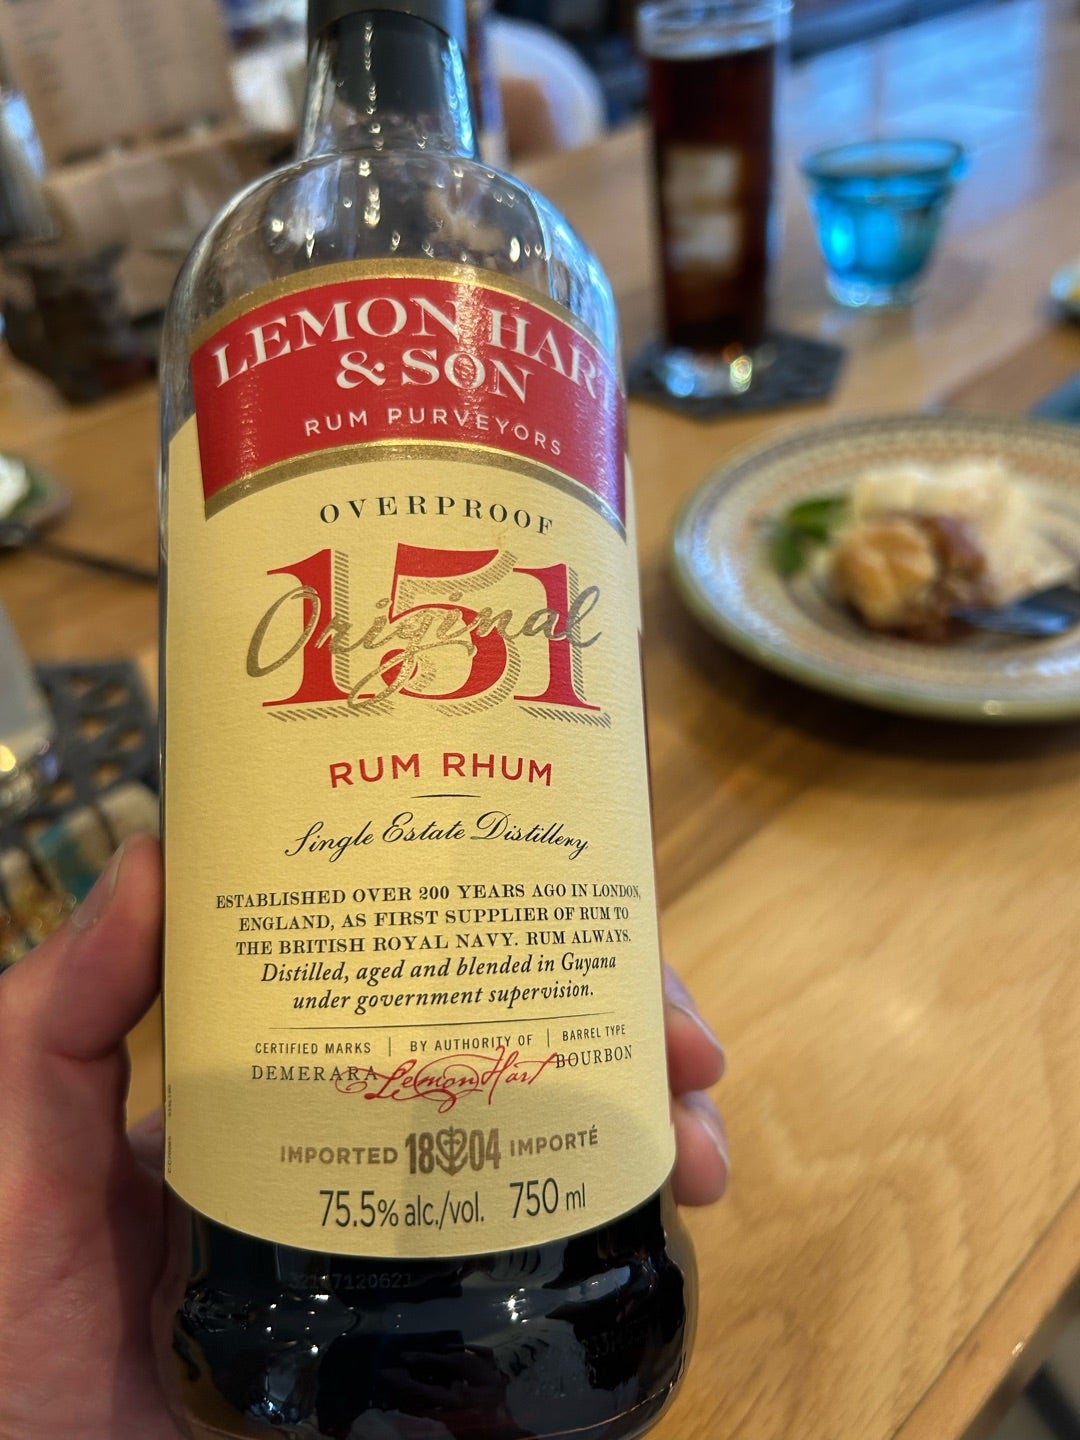 LEMON HART
& SON
RUM PURVEYORS
OVERPROOF
151
Original
RUM RHUM
Single Estate Distillery
ESTABLISHED OVER 200 YEARS AGO IN LONDON,
ENGLAND, AS FIRST SUPPLIER OF RUM TO
THE BRITISH ROYAL NAVY. RUM ALWAYS.
Distilled, aged and blended in Guyana
under government supervision.
CERTIFIED MARKS | BY AUTHORITY OF | BARREL TYPE
DEMERARA Lemon Hart BOURBON
IMPORTED 1804 IMPORTÉ
75.5% alc./vol. 750 ml